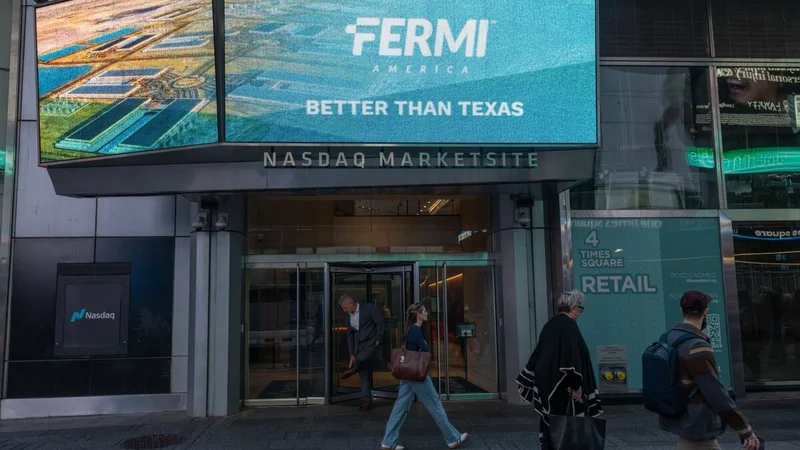 FERMI
AMERICA
BETTER THAN TEXAS
NASDAQ MARKETSITE
4
TIMES
SQUARE
RETAIL
Nasdaq